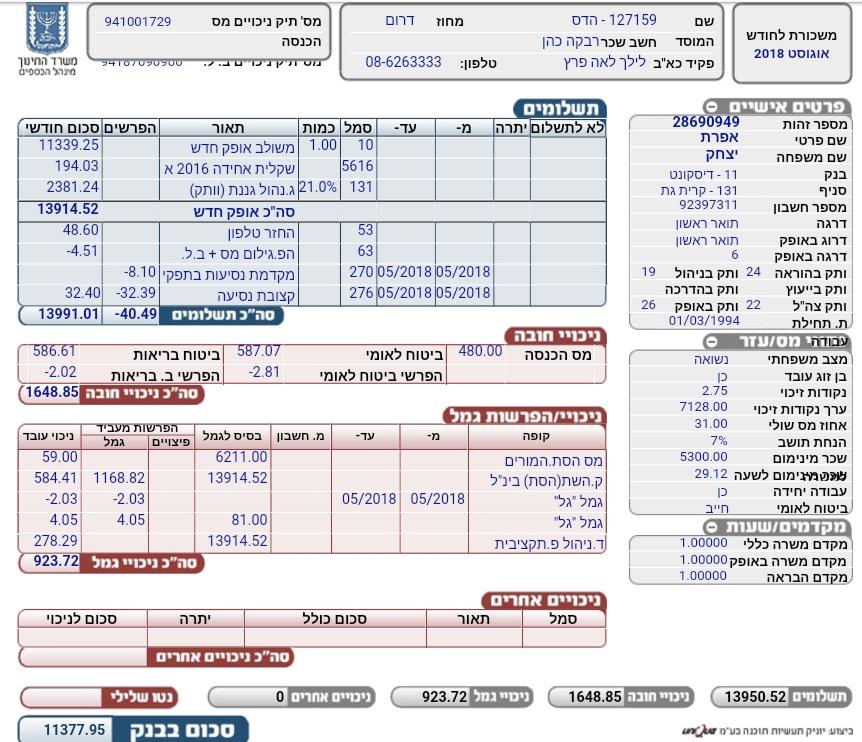 משכורת לחודש
אוגוסט 2018
שם 127159 - הדס מחוז דרום
המוסד חשב שכר רבקה כהן
פקיד כא"ב לילך לאה פרץ טלפון: 08-6263333
מס' תיק ניכויים מס 941001729
הכנסה
משרד החינוך
מינהל הכספים
פרטים אישיים
מספר זהות 28690949
שם פרטי אפרת
שם משפחה יצחק
בנק 11 - דיסקונט
סניף 131 - קרית גת
מספר חשבון 92397311
דרגה תואר ראשון
דרוג באופק תואר ראשון
דרגה באופק 6
ותק בהוראה 24 ותק בניהול 19
ותק בייעוץ ותק בהדרכה
ותק צה"ל 22 ותק באופק 26
ת. תחילת 01/03/1994
עבודה
מס/עזר
מצב משפחתי נשואה
בן זוג עובד כן
נקודות זיכוי 2.75
ערך נקודות זיכוי 7128.00
אחוז מס שולי 31.00
הנחת תושב 7%
שכר מינימום 5300.00
שכר מינימום לשעה 29.12
עבודה יחידה כן
ביטוח לאומי חייב
מקדמים/שעות
מקדם משרה כללי 1.00000
מקדם משרה באופק 1.00000
מקדם הבראה 1.00000
תשלומים
לא לתשלום יתרה מ- עד- סמל כמות תאור הפרשים סכום חודשי
10 1.00 משולב אופק חדש 11339.25
5616 שקלית אחידה 2016 א 194.03
131 21.0% ג.נהול גננת (וותק) 2381.24
סה"כ אופק חדש 13914.52
53 החזר טלפון 48.60
63 הפ.גילום מס + ב.ל. -4.51
05/2018 05/2018 270 מקדמת נסיעות בתפקי -8.10
05/2018 05/2018 276 קצובת נסיעה -32.39 32.40
סה"כ תשלומים -40.49 13991.01
ניכויי חובה
מס הכנסה 480.00 ביטוח לאומי 587.07 ביטוח בריאות 586.61
הפרשי ביטוח לאומי -2.81 הפרשי ב. בריאות -2.02
סה"כ ניכויי חובה 1648.85
ניכויי/הפרשות גמל
קופה מ- עד- מ. חשבון בסיס לגמל הפרשות מעביד ניכוי עובד
פיצויים גמל
מס הסת.המורים 6211.00 59.00
ק.השת(הסת) בינ"ל 13914.52 1168.82 584.41
גמל "גל" 05/2018 05/2018 -2.03 -2.03
גמל "גל" 81.00 4.05 4.05
ד.ניהול פ.תקציבית 13914.52 278.29
סה"כ ניכויי גמל 923.72
ניכויים אחרים
סמל תאור סכום כולל יתרה סכום לניכוי
סה"כ ניכויים אחרים
תשלומים 13950.52 ניכויי חובה 1648.85 ניכויי גמל 923.72 ניכויים אחרים 0 נטו שלילי
סכום בבנק 11377.95
ביצוע: יוניק תעשיות תוכנה בע"מ